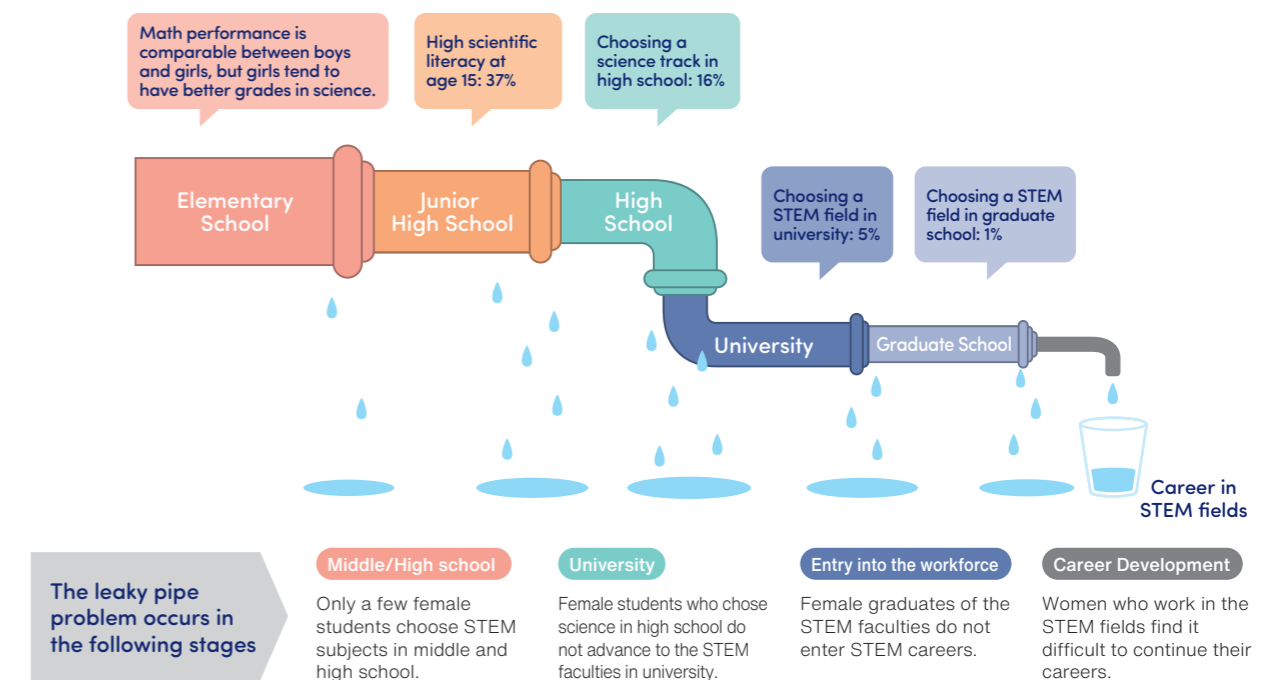 Math performance is
comparable between boys
and girls, but girls tend to
have better grades in science.
High scientific
literacy at
age 15: 37%
Choosing a
science track in
high school: 16%
Elementary
School
Junior
High School
High
School
Choosing a
STEM field in
university: 5%
Choosing a STEM
field in graduate
school: 1%
University
Graduate School
Career in
STEM fields
The leaky pipe
problem occurs in
the following stages
Middle/High school
Only a few female
students choose STEM
subjects in middle and
high school.
University
Female students who chose
science in high school do
not advance to the STEM
faculties in university.
Entry into the workforce
Female graduates of the
STEM faculties do not
enter STEM careers.
Career Development
Women who work in the
STEM fields find it
difficult to continue their
careers.